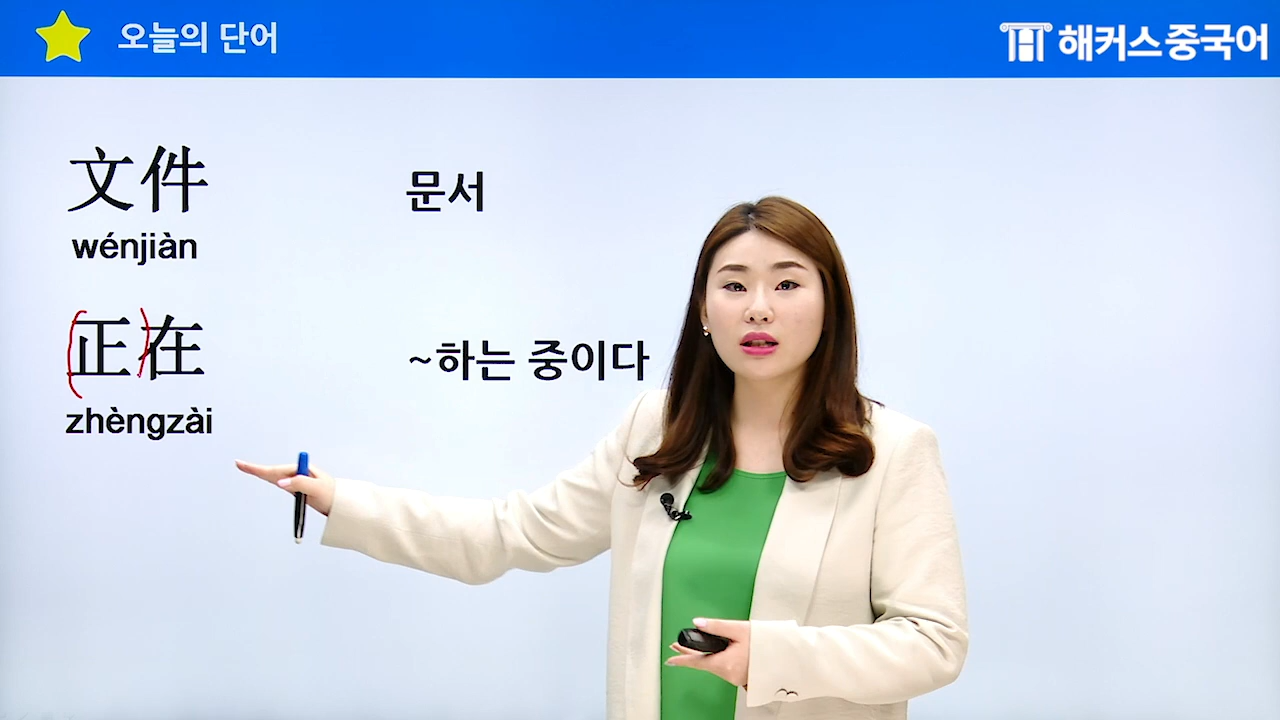 오늘의 단어
해커스중국어
文件
문서
wénjiàn
正在
~하는 중이다
zhèngzài